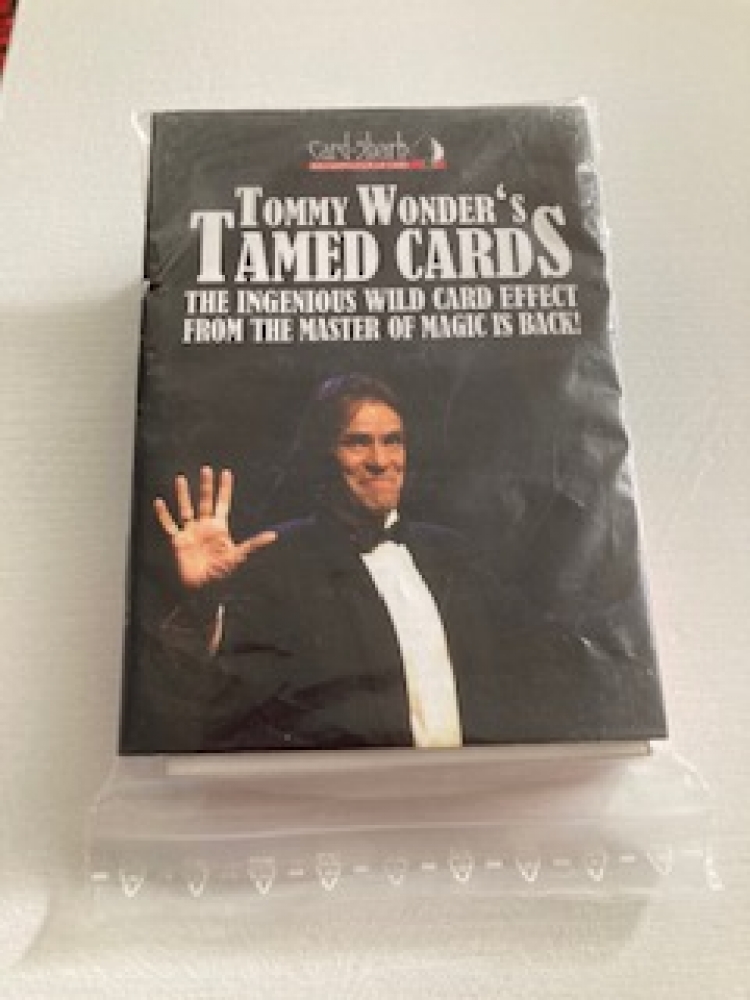 Card-Shark
TOMMY WONDER'S
TAMED CARDS
THE INGENIOUS WILD CARD EFFECT
FROM THE MASTER OF MAGIC IS BACK!